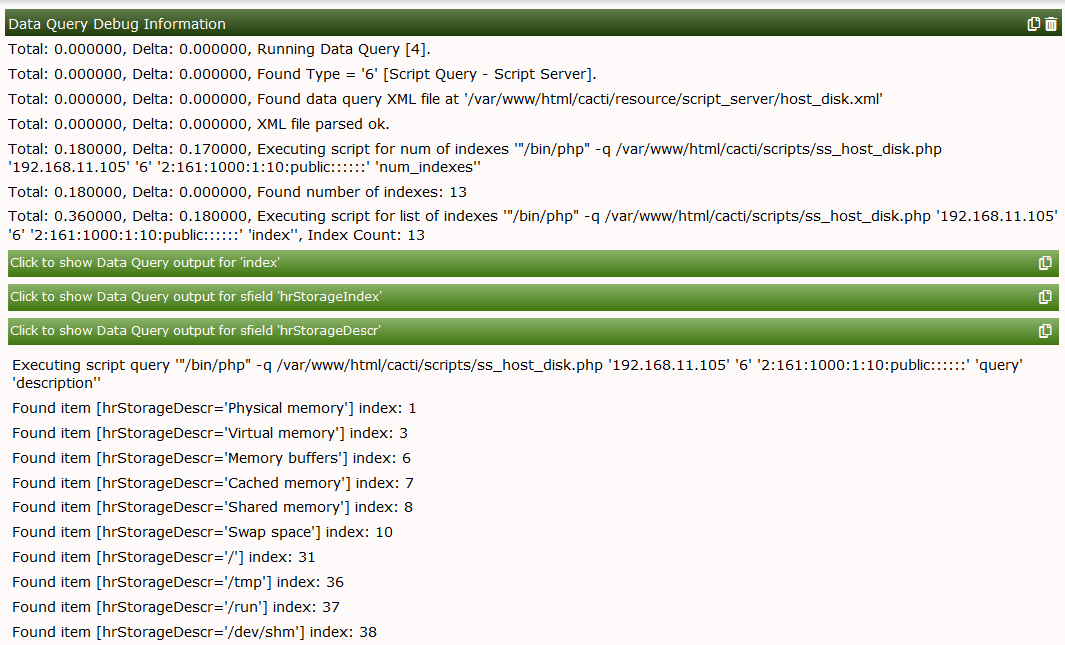 Data Query Debug Information
Total: 0.000000, Delta: 0.000000, Running Data Query [4].
Total: 0.000000, Delta: 0.000000, Found Type = '6' [Script Query - Script Server].
Total: 0.000000, Delta: 0.000000, Found data query XML file at '/var/www/html/cacti/resource/script_server/host_disk.xml'
Total: 0.000000, Delta: 0.000000, XML file parsed ok.
Total: 0.180000, Delta: 0.170000, Executing script for num of indexes '"/bin/php" -q /var/www/html/cacti/scripts/ss_host_disk.php
'192.168.11.105' '6' '2:161:1000:1:10:public::::::' 'num_indexes''
Total: 0.180000, Delta: 0.000000, Found number of indexes: 13
Total: 0.360000, Delta: 0.180000, Executing script for list of indexes '"/bin/php" -q /var/www/html/cacti/scripts/ss_host_disk.php '192.168.11.105'
'6' '2:161:1000:1:10:public::::::' 'index'', Index Count: 13
Click to show Data Query output for 'index'
Click to show Data Query output for sfield 'hrStorageIndex'
Click to show Data Query output for sfield 'hrStorageDescr'
Executing script query '"/bin/php" -q /var/www/html/cacti/scripts/ss_host_disk.php '192.168.11.105' '6' '2:161:1000:1:10:public::::::' 'query'
'description''
Found item [hrStorageDescr='Physical memory'] index: 1
Found item [hrStorageDescr='Virtual memory'] index: 3
Found item [hrStorageDescr='Memory buffers'] index: 6
Found item [hrStorageDescr='Cached memory'] index: 7
Found item [hrStorageDescr='Shared memory'] index: 8
Found item [hrStorageDescr='Swap space'] index: 10
Found item [hrStorageDescr='/'] index: 31
Found item [hrStorageDescr='/tmp'] index: 36
Found item [hrStorageDescr='/run'] index: 37
Found item [hrStorageDescr='/dev/shm'] index: 38